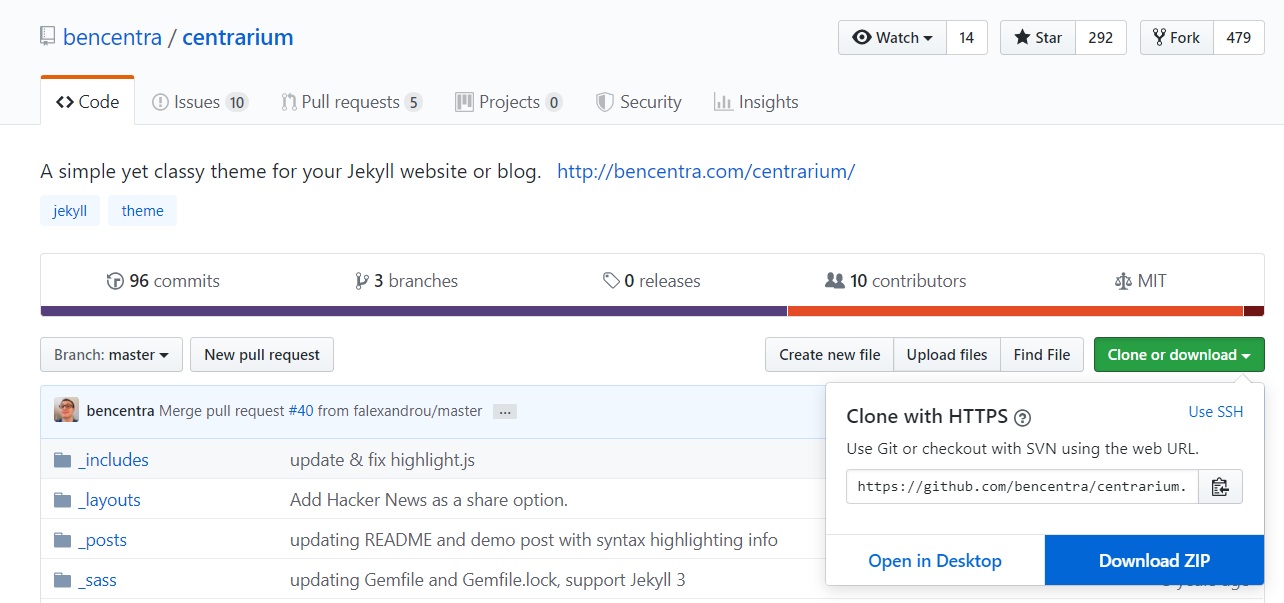 bencentra / centrarium
Watch 14 Star 292 Fork 479
Code Issues 10 Pull requests 5 Projects 0 Security Insights
A simple yet classy theme for your Jekyll website or blog. http://bencentra.com/centrarium/
jekyll theme
96 commits 3 branches 0 releases 10 contributors MIT
Branch: master New pull request Create new file Upload files Find File Clone or download
bencentra Merge pull request #40 from falexandrou/master ...
Clone with HTTPS ? Use SSH
Use Git or checkout with SVN using the web URL.
https://github.com/bencentra/centrarium.
Open in Desktop Download ZIP
_includes update & fix highlight.js
_layouts Add Hacker News as a share option.
_posts updating README and demo post with syntax highlighting info
_sass updating Gemfile and Gemfile.lock, support Jekyll 3